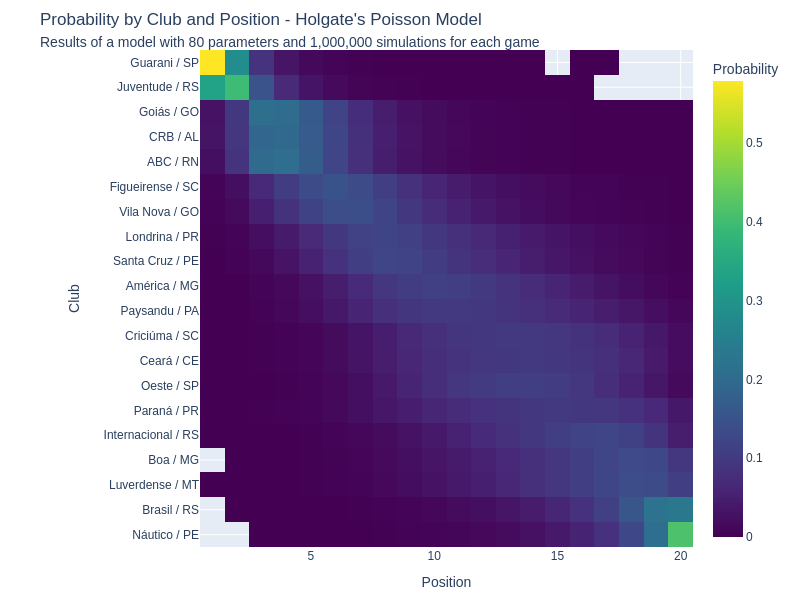 Probability by Club and Position - Holgate's Poisson Model
Results of a model with 80 parameters and 1,000,000 simulations for each game
Probability
Guarani / SP
Juventude / RS
Goiás / GO
CRB / AL
ABC / RN
Figueirense / SC
Vila Nova / GO
Londrina / PR
Santa Cruz / PE
América / MG
Paysandu / PA
Criciúma / SC
Ceará / CE
Oeste / SP
Paraná / PR
Internacional / RS
Boa / MG
Luverdense / MT
Brasil / RS
Náutico / PE
Club
5
10
15
20
Position
0.5
0.4
0.3
0.2
0.1
0